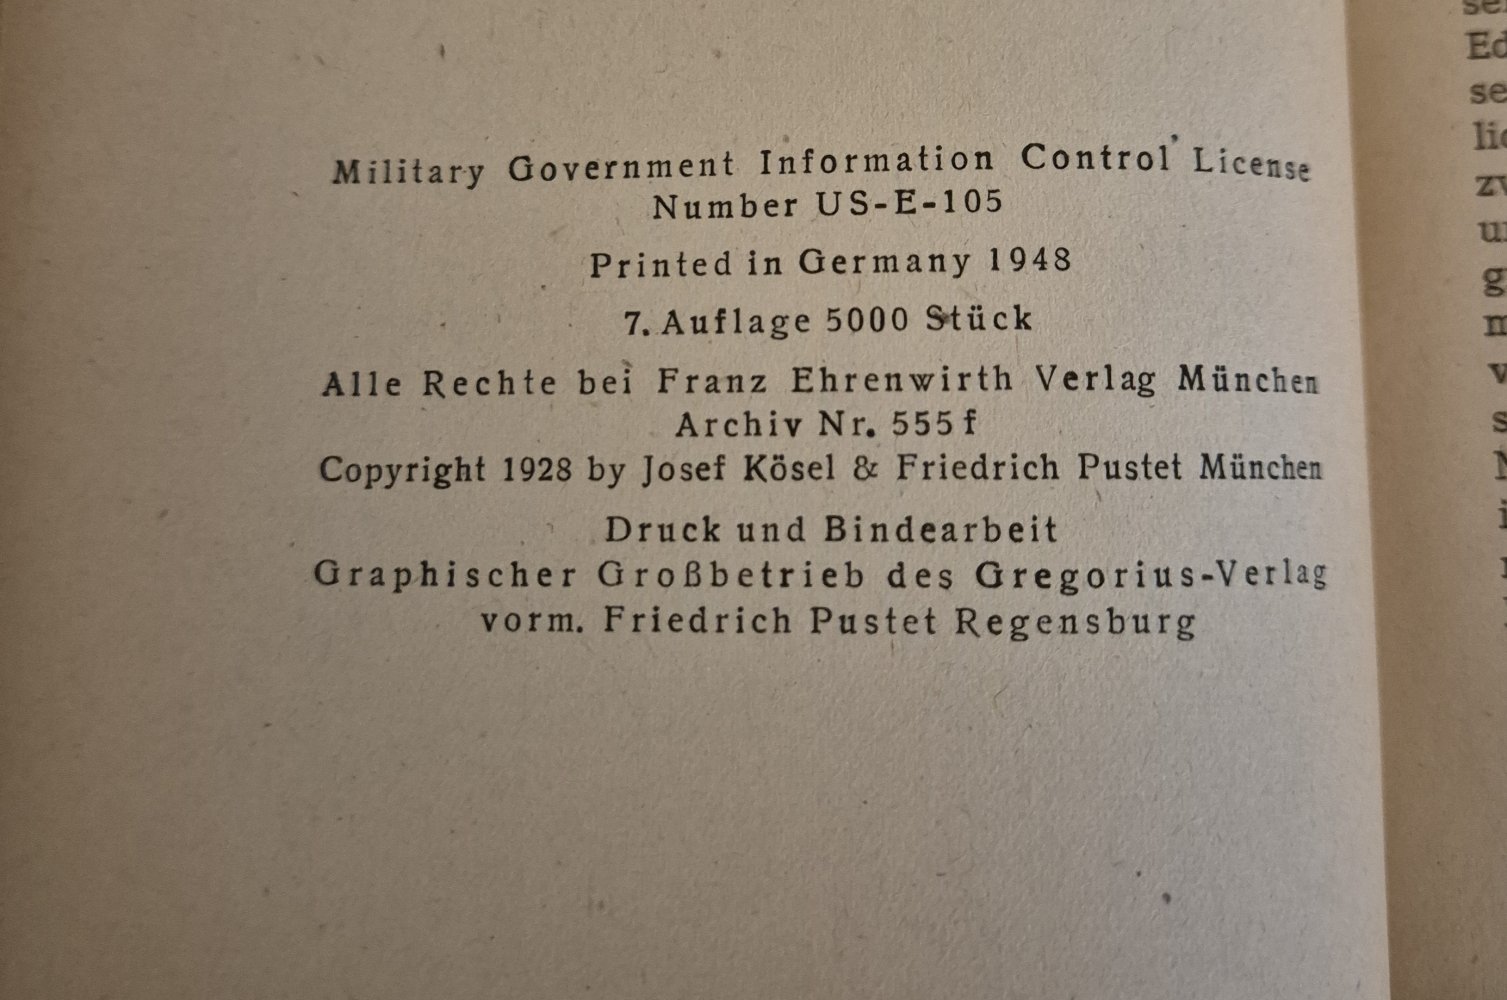 Military Government Information Control License
Number US-E-105
Printed in Germany 1948
7. Auflage 5000 Stück
Alle Rechte bei Franz Ehrenwirth Verlag München
Archiv Nr. 555 f
Copyright 1928 by Josef Kösel & Friedrich Pustet München
Druck und Bindearbeit
Graphischer Großbetrieb des Gregorius-Verlag
vorm. Friedrich Pustet Regensburg